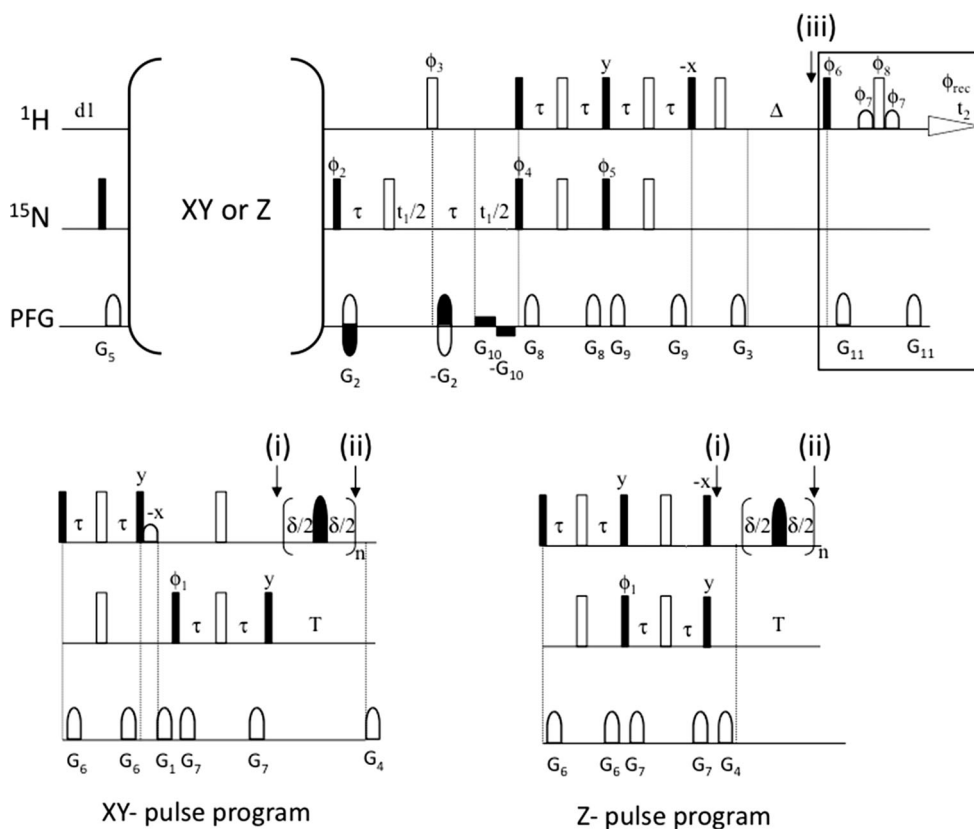 (iii)
ϕ3 y -x ϕ6 ϕ8
1H dl τ τ τ τ Δ ϕ7 ϕ7 ϕrec t2
ϕ2 ϕ4 ϕ5
15N XY or Z τ t1/2 τ t1/2
PFG
G5 G2 -G2 G10 -G10 G8 G8 G9 G9 G3 G11 G11
(i) (ii) (i) (ii)
y -x y -x
τ τ δ/2 δ/2 n τ τ δ/2 δ/2 n
ϕ1 y ϕ1 y
τ τ T τ τ T
G6 G6 G1 G7 G7 G4 G6 G6 G7 G7 G4
XY- pulse program Z- pulse program